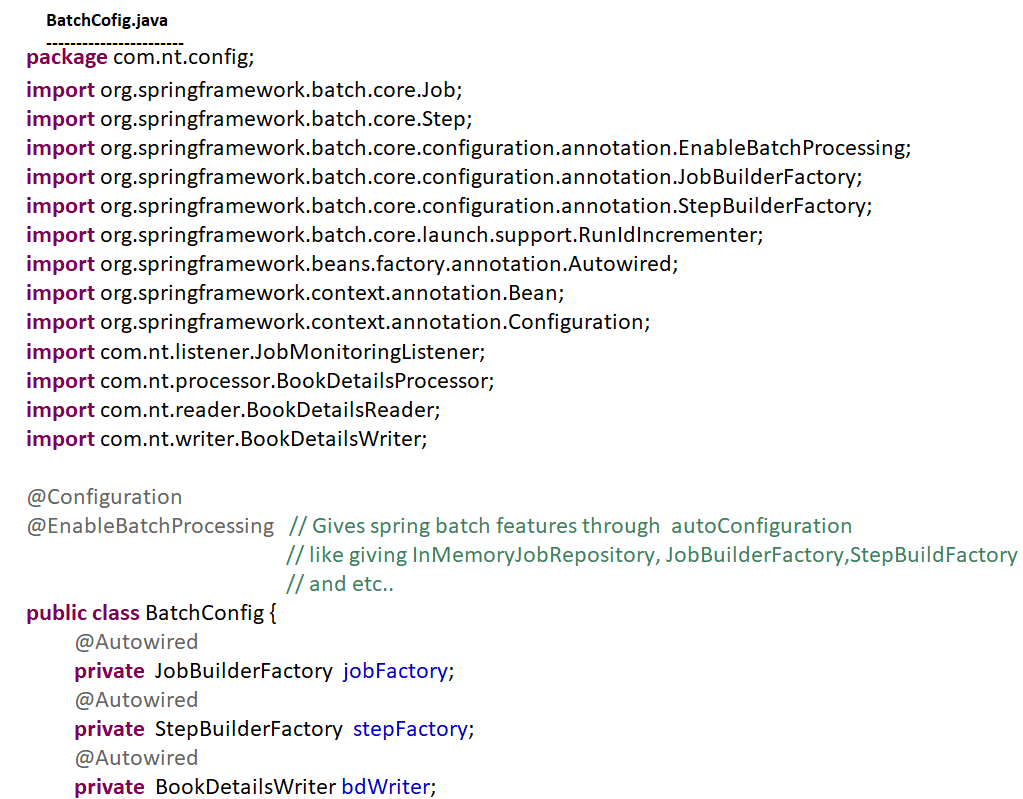 BatchCofig.java
-----------------------
package com.nt.config;
import org.springframework.batch.core.Job;
import org.springframework.batch.core.Step;
import org.springframework.batch.core.configuration.annotation.EnableBatchProcessing;
import org.springframework.batch.core.configuration.annotation.JobBuilderFactory;
import org.springframework.batch.core.configuration.annotation.StepBuilderFactory;
import org.springframework.batch.core.launch.support.RunIdIncrementer;
import org.springframework.beans.factory.annotation.Autowired;
import org.springframework.context.annotation.Bean;
import org.springframework.context.annotation.Configuration;
import com.nt.listener.JobMonitoringListener;
import com.nt.processor.BookDetailsProcessor;
import com.nt.reader.BookDetailsReader;
import com.nt.writer.BookDetailsWriter;
@Configuration
@EnableBatchProcessing // Gives spring batch features through autoConfiguration
// like giving InMemoryJobRepository, JobBuilderFactory,StepBuildFactory
// and etc..
public class BatchConfig {
@Autowired
private JobBuilderFactory jobFactory;
@Autowired
private StepBuilderFactory stepFactory;
@Autowired
private BookDetailsWriter bdWriter;